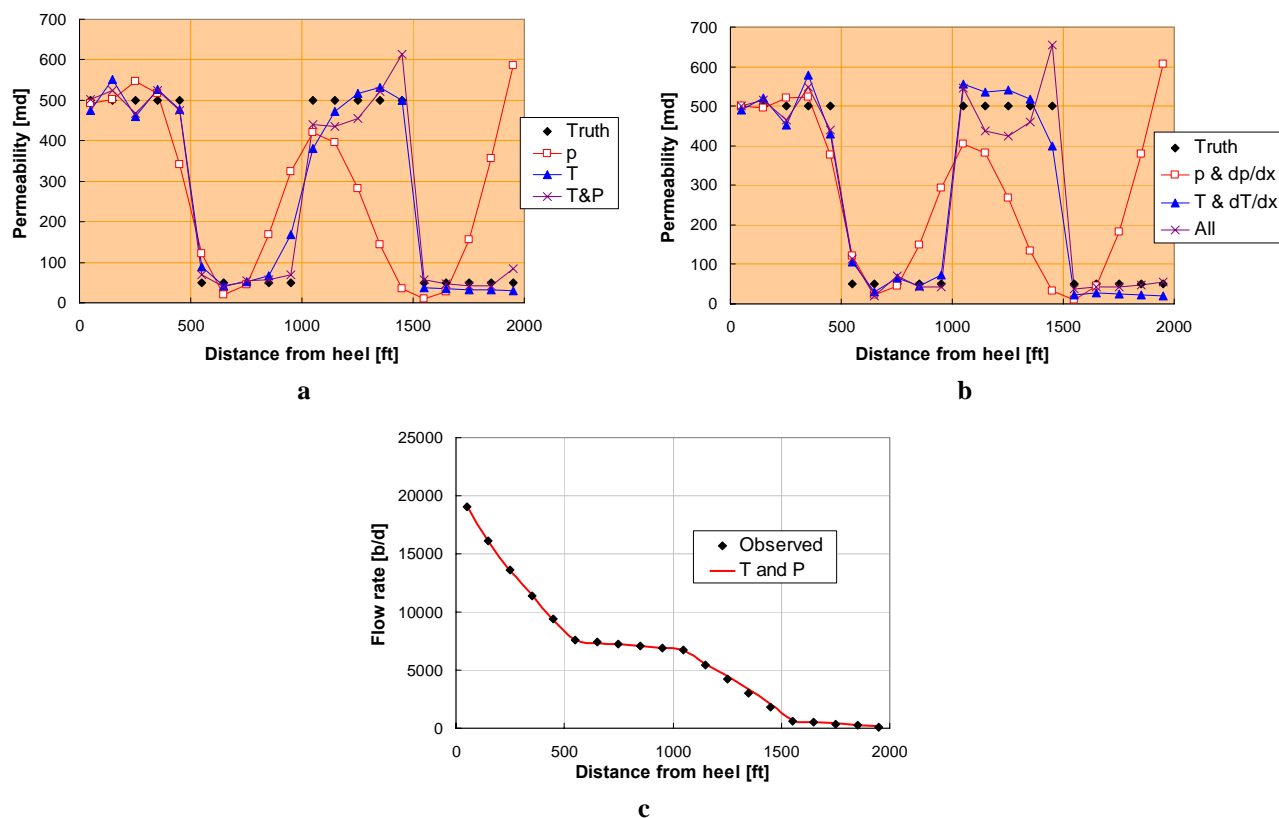 700
600
500
400
300
200
100
0
Permeability [md]
0 500 1000 1500 2000
Distance from heel [ft]
Truth
p
T
T&P
a
700
600
500
400
300
200
100
0
Permeability [md]
0 500 1000 1500 2000
Distance from heel [ft]
Truth
p & dp/dx
T & dT/dx
All
b
25000
20000
15000
10000
5000
0
Flow rate [b/d]
0 500 1000 1500 2000
Distance from heel [ft]
Observed
T and P
c